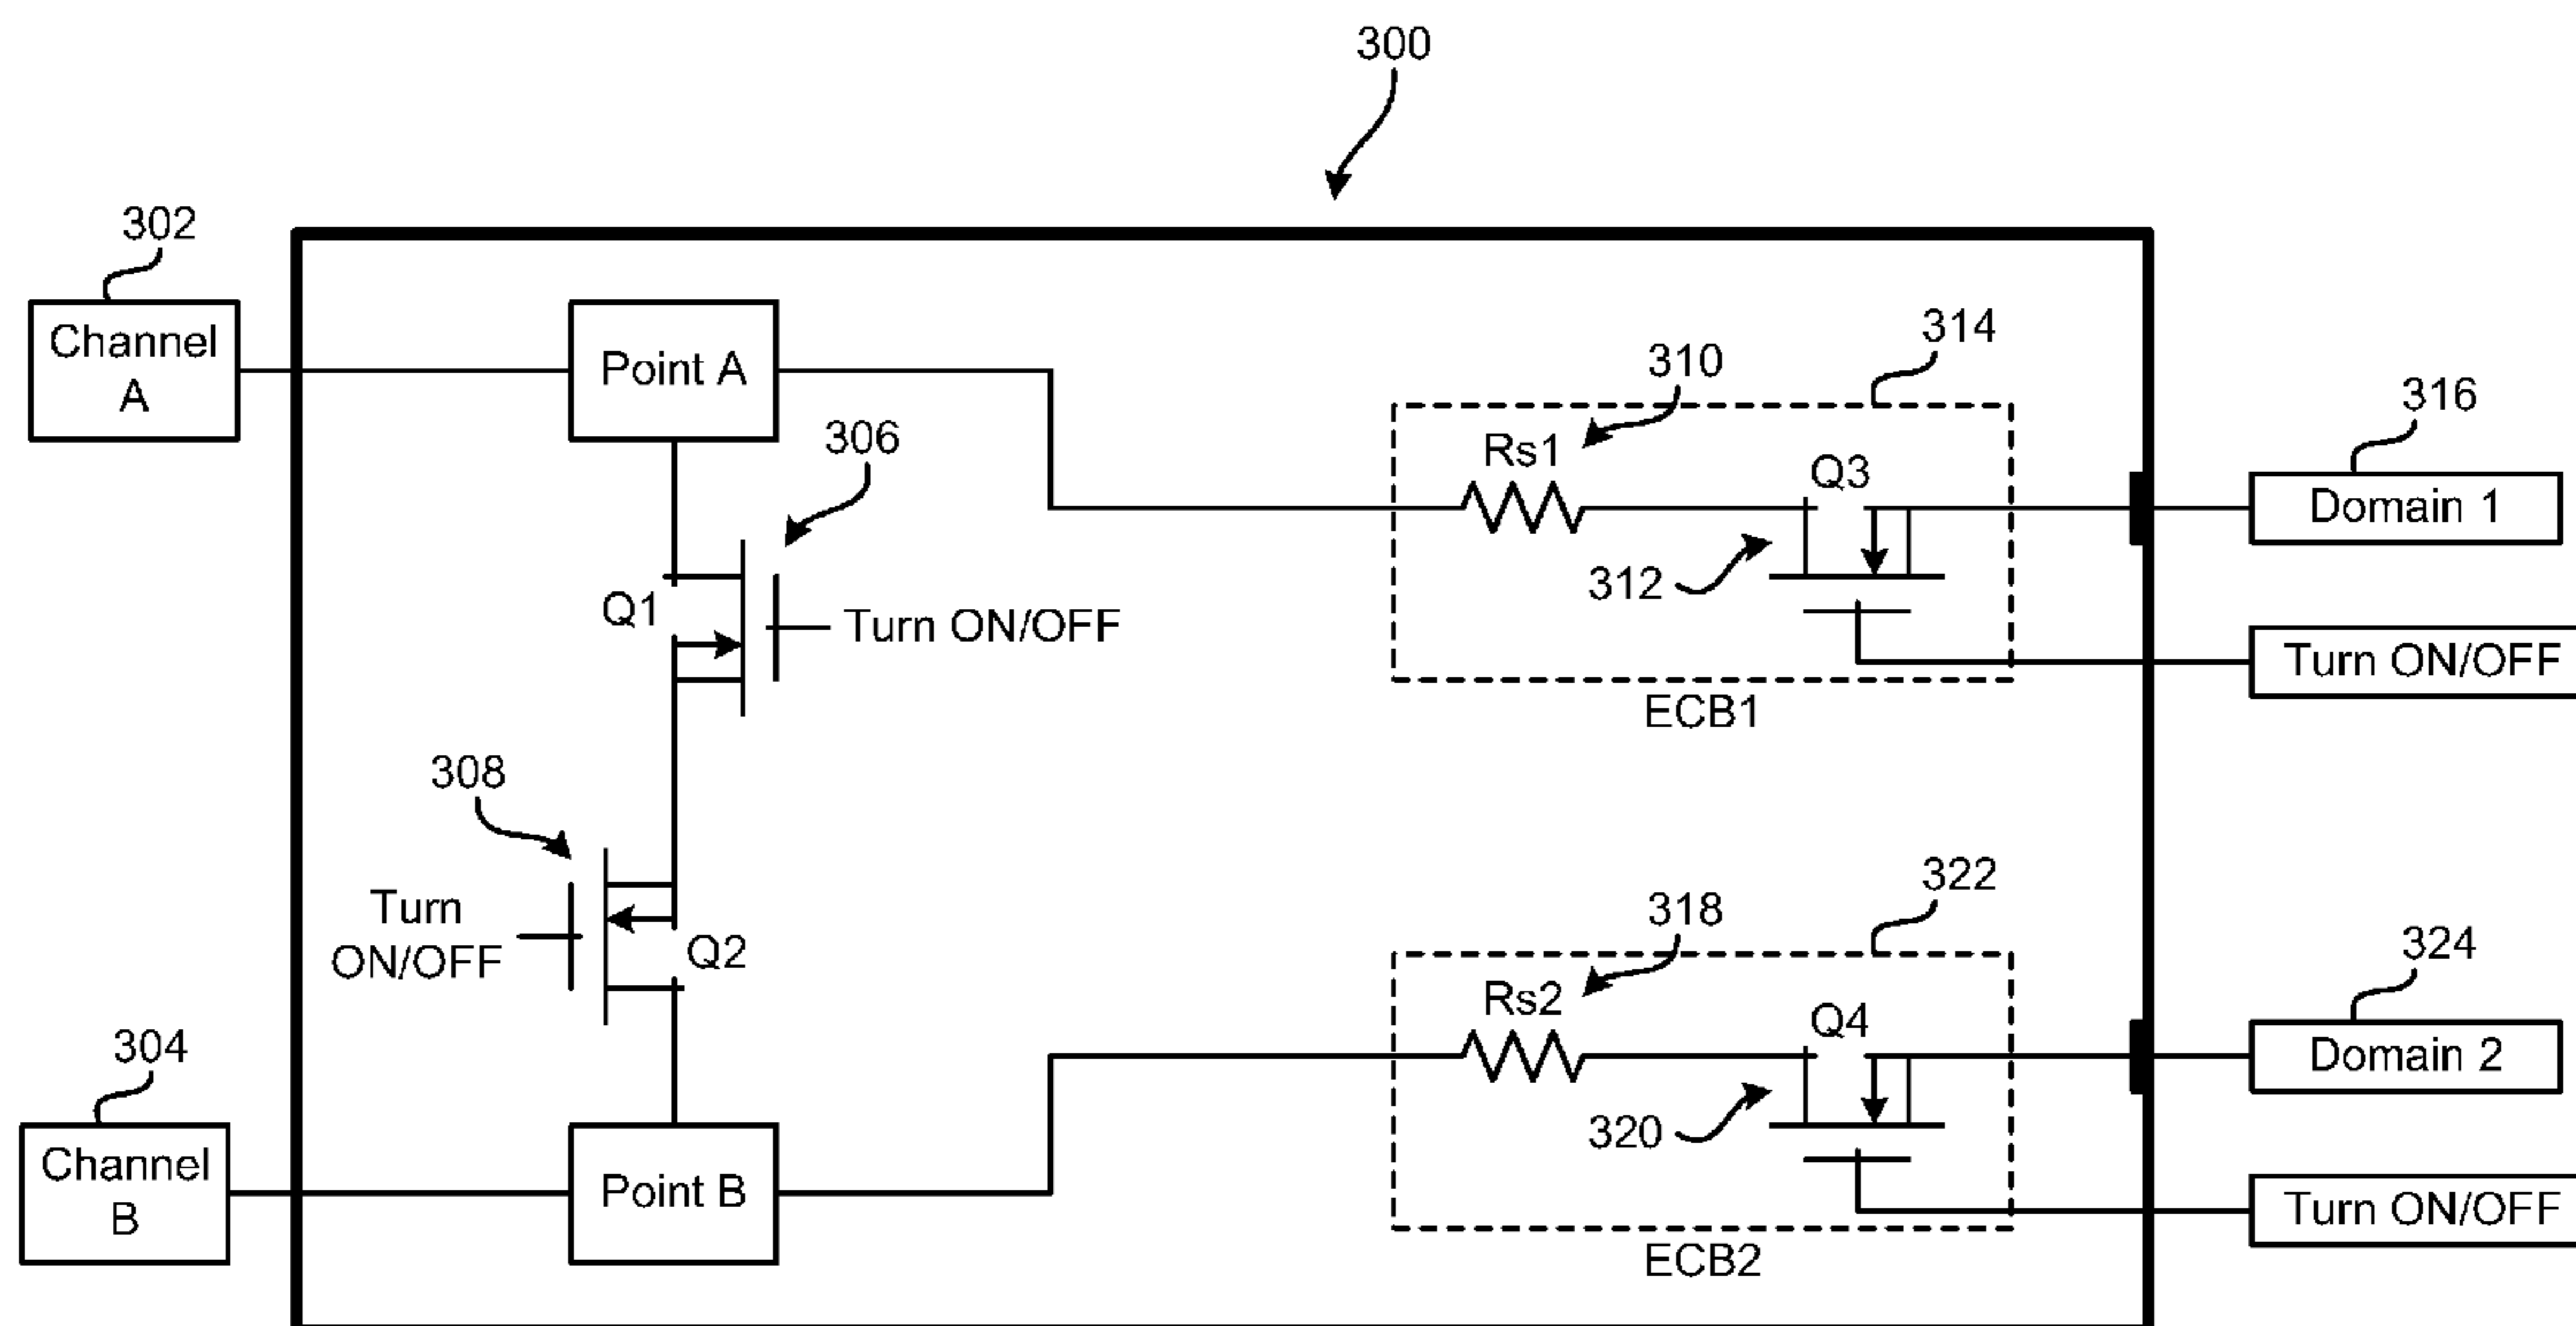 300
302
Channel
A
Point A
306
Q1
Turn ON/OFF
310
314
Rs1
Q3
312
ECB1
316
Domain 1
Turn ON/OFF
308
Turn
ON/OFF
Q2
304
Channel
B
Point B
318
322
Rs2
Q4
320
ECB2
324
Domain 2
Turn ON/OFF